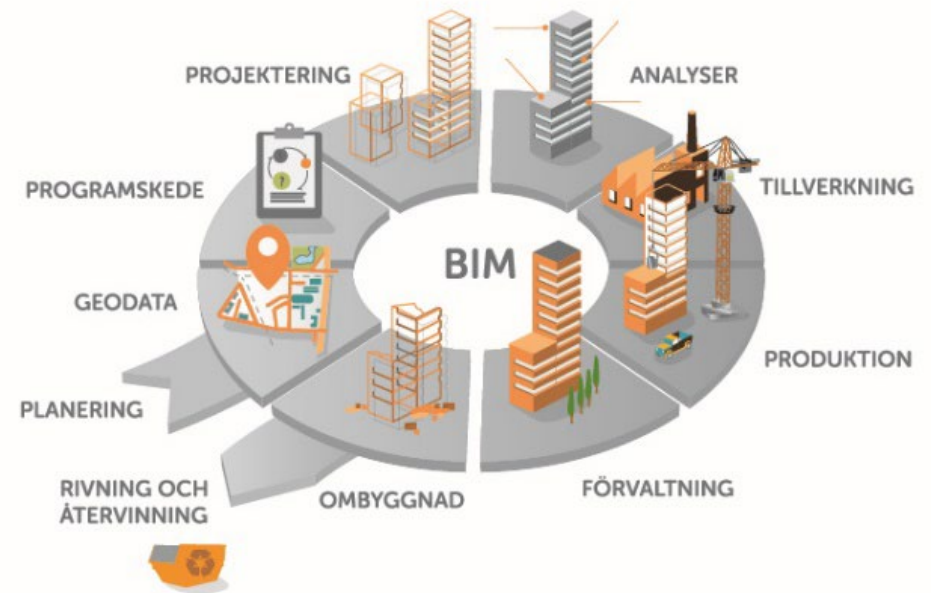 PROJEKTERING
ANALYSER
PROGRAMSKEDE
TILLVERKNING
BIM
GEODATA
PRODUKTION
PLANERING
RIVNING OCH
ÅTERVINNING
OMBYGGNAD
FÖRVALTNING
?